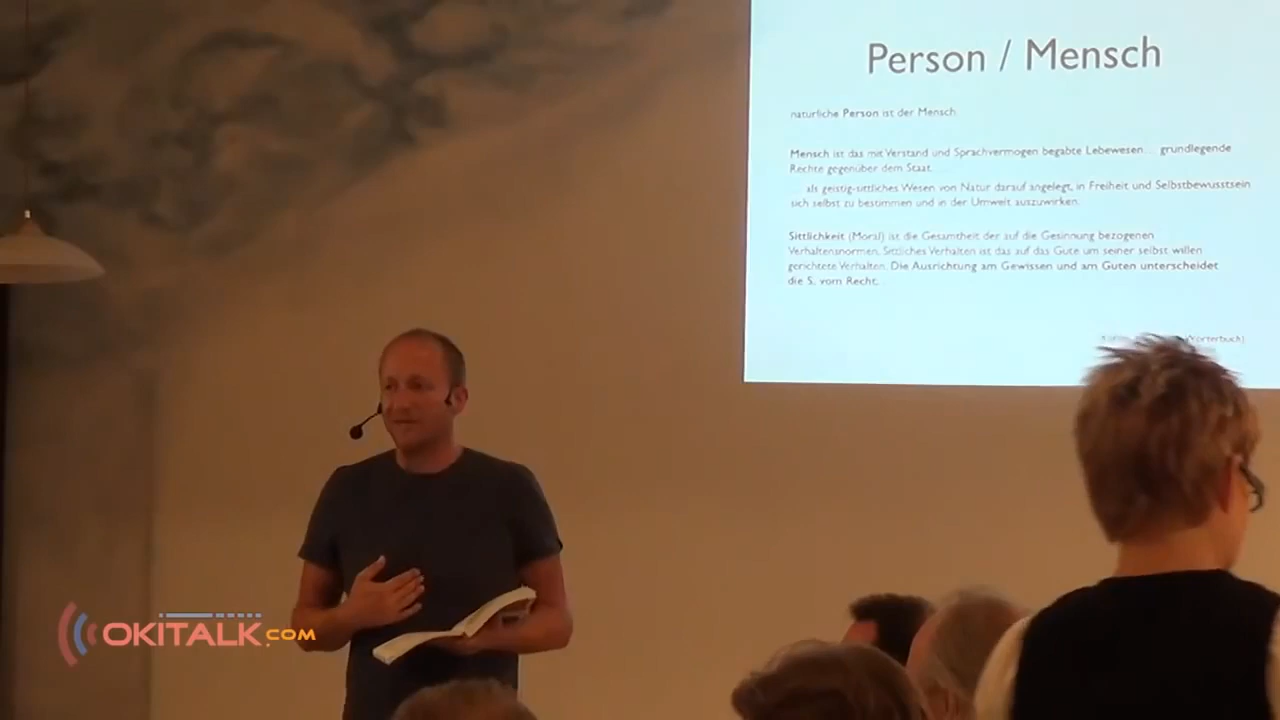 Person / Mensch
natürliche Person ist der Mensch
Mensch ist das mit Verstand und Sprachvermögen begabte Lebewesen ... grundlegende
Rechte gegenüber dem Staat.
... als geistig-sittliches Wesen von Natur darauf angelegt, in Freiheit und Selbstbewusstsein
sich selbst zu bestimmen und in der Umwelt auszuwirken.
Sittlichkeit (Moral) ist die Gesamtheit der auf die Gesinnung bezogenen
Verhaltensnormen. Sittliches Verhalten ist das auf das Gute um seiner selbst willen
gerichtete Verhalten. Die Ausrichtung am Gewissen und am Guten unterscheidet
die S. vom Recht.
Wörterbuch)
OKITALK.COM